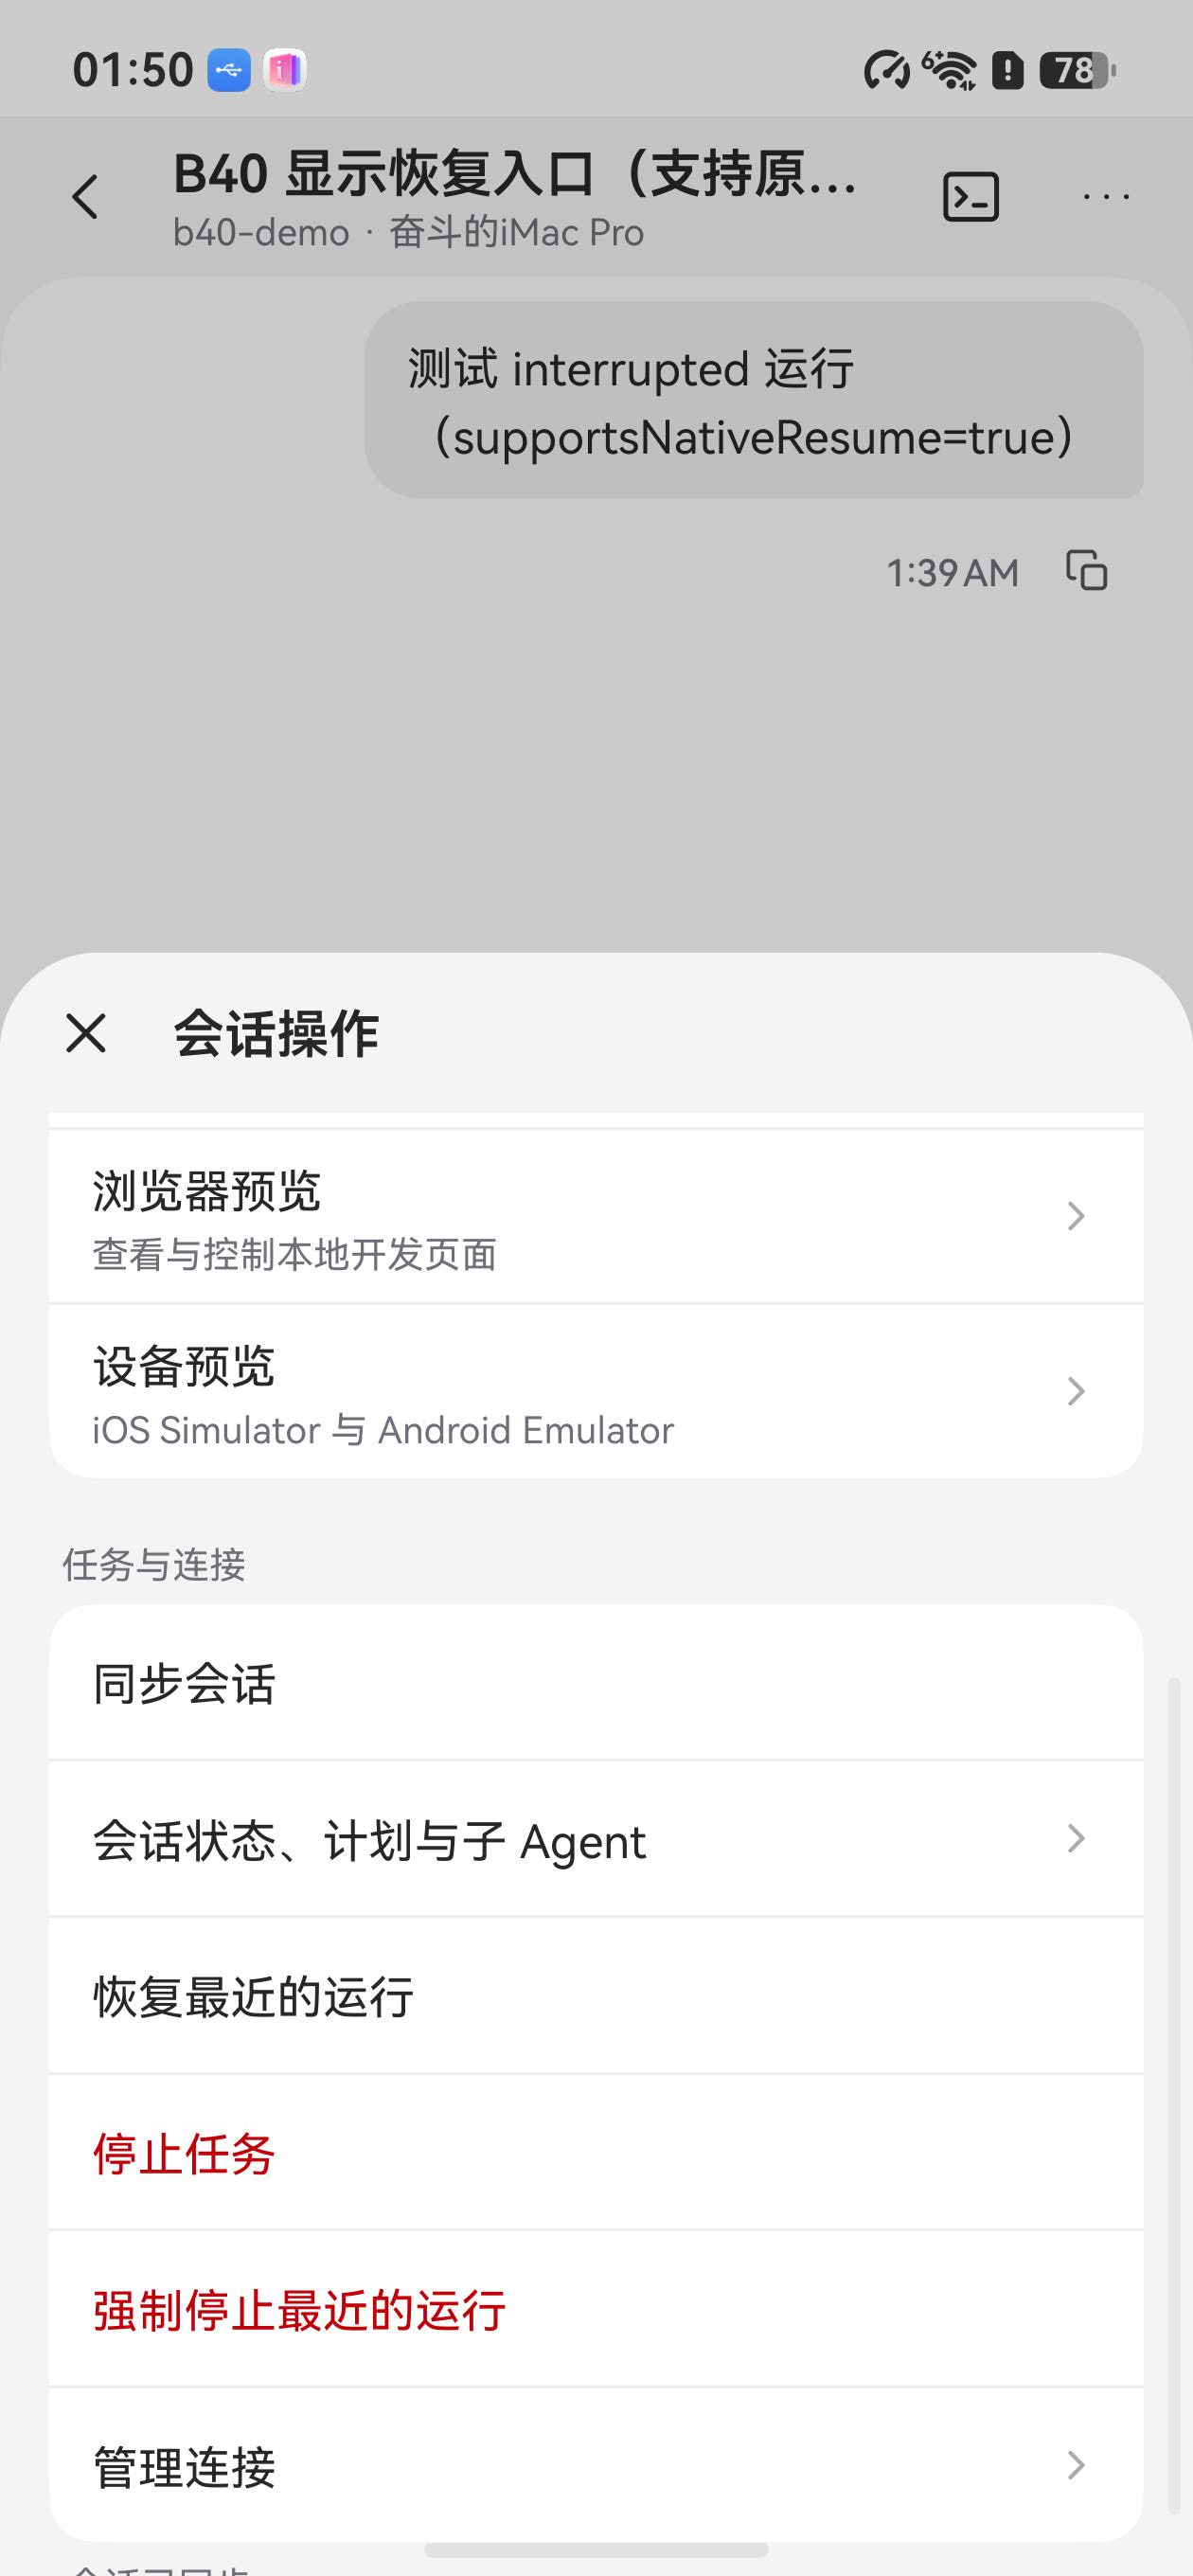 01:50
78
B40 显示恢复入口（支持原...
b40-demo · 奋斗的iMac Pro
测试 interrupted 运行
（supportsNativeResume=true）
1:39 AM
会话操作
浏览器预览
查看与控制本地开发页面
设备预览
iOS Simulator 与 Android Emulator
任务与连接
同步会话
会话状态、计划与子 Agent
恢复最近的运行
停止任务
强制停止最近的运行
管理连接